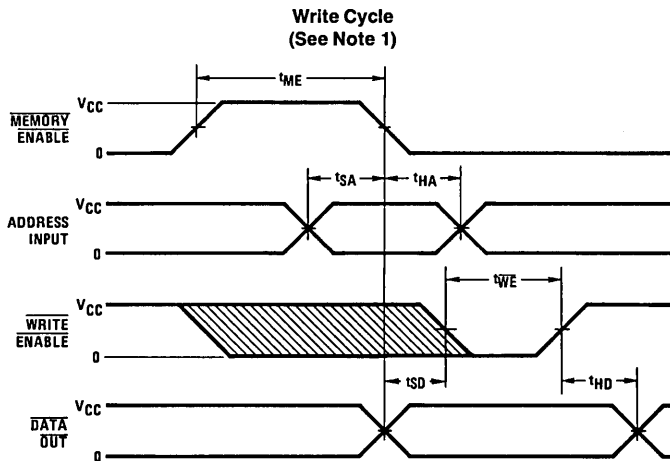 Write Cycle
(See Note 1)
tME
VCC
MEMORY
ENABLE
0
tSA
tHA
VCC
ADDRESS
INPUT
0
tWE
VCC
WRITE
ENABLE
0
tSD
tHD
VCC
DATA
OUT
0